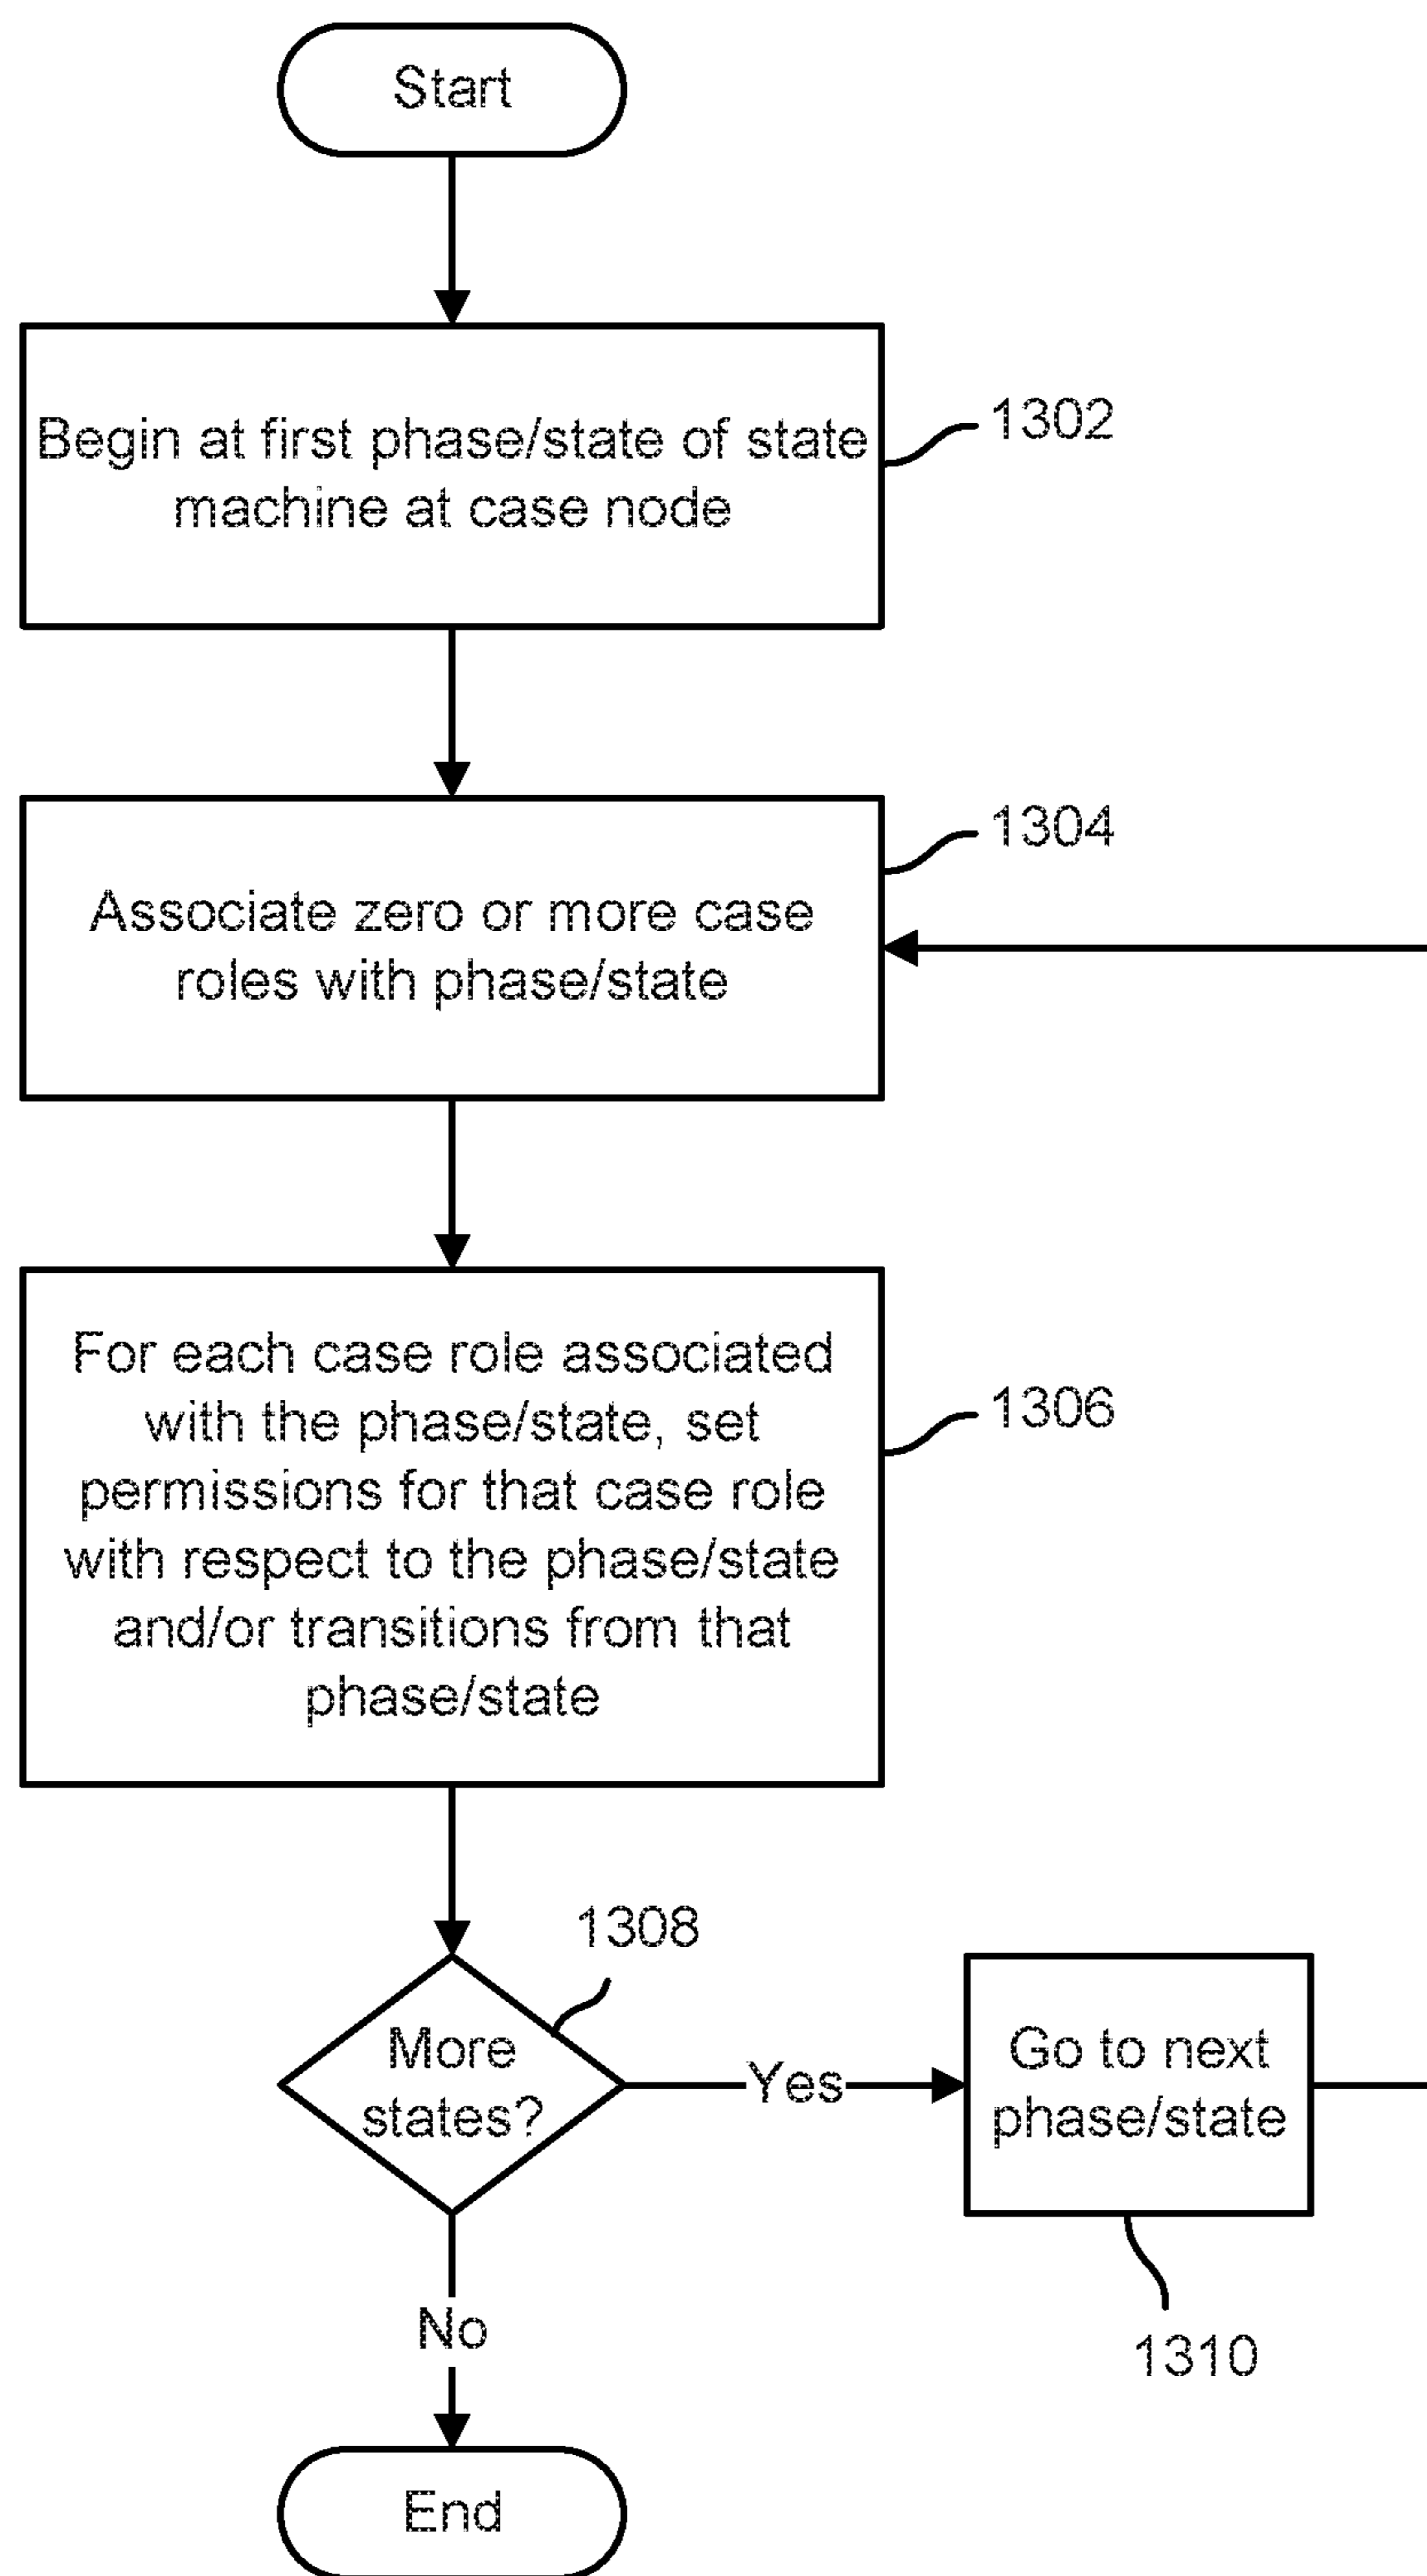 Start
Begin at first phase/state of state
machine at case node
1302
Associate zero or more case
roles with phase/state
1304
For each case role associated
with the phase/state, set
permissions for that case role
with respect to the phase/state
and/or transitions from that
phase/state
1306
More
states?
1308
Yes
Go to next
phase/state
1310
No
End